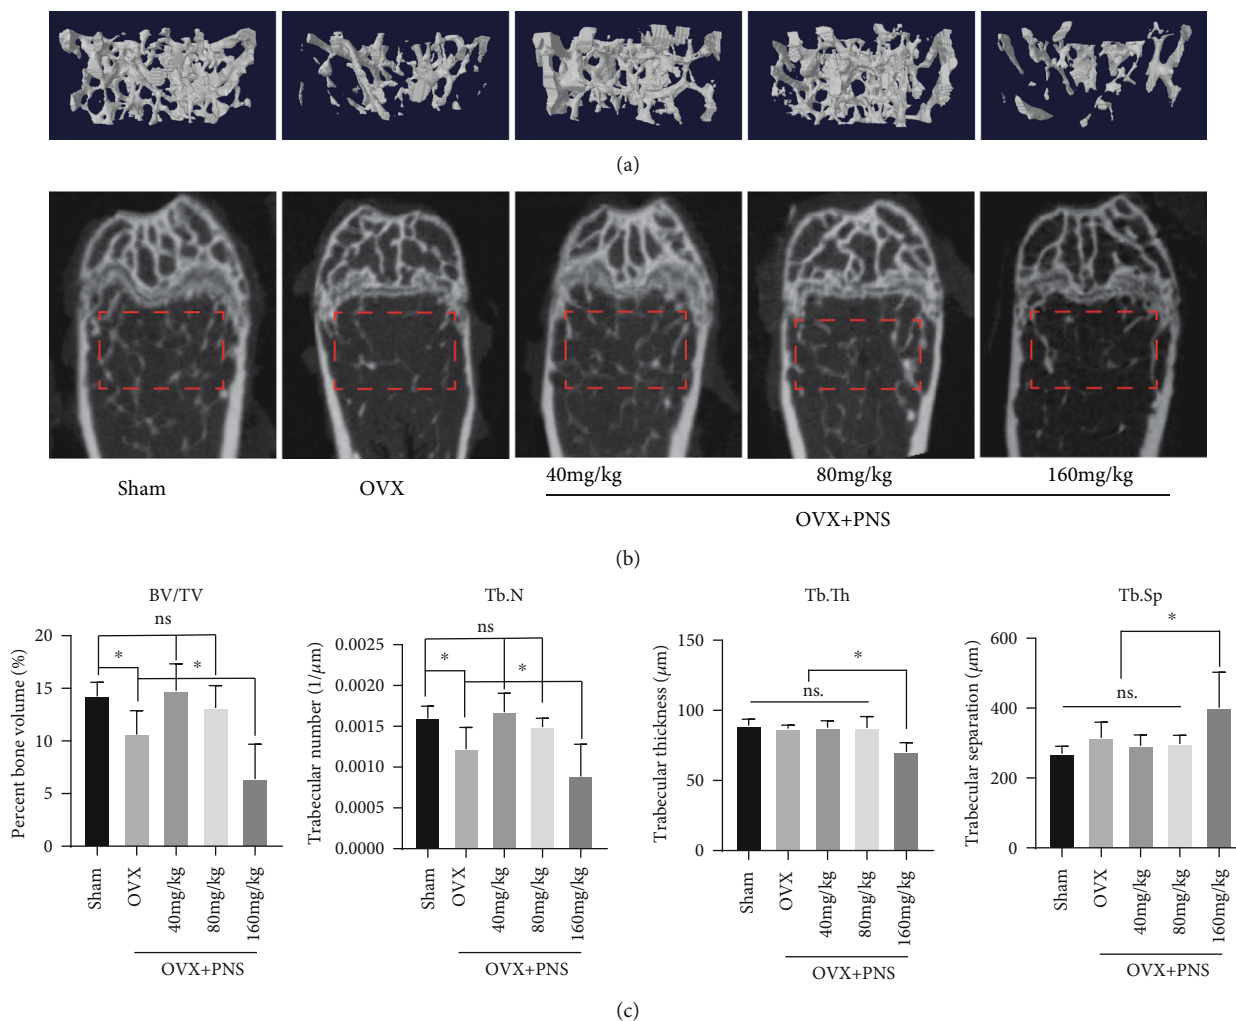 (a)
Sham
OVX
40mg/kg
80mg/kg
160mg/kg
OVX+PNS
(b)
BV/TV
ns
*
*
Percent bone volume (%)
20
15
10
5
0
Sham
OVX
40mg/kg
80mg/kg
160mg/kg
OVX+PNS
Tb.N
ns
*
*
Trabecular number (1/μm)
0.0025
0.0020
0.0015
0.0010
0.0005
0.0000
Sham
OVX
40mg/kg
80mg/kg
160mg/kg
OVX+PNS
Tb.Th
*
ns.
Trabecular thickness (μm)
150
100
50
0
Sham
OVX
40mg/kg
80mg/kg
160mg/kg
OVX+PNS
Tb.Sp
*
ns.
Trabecular separation (μm)
600
400
200
0
Sham
OVX
40mg/kg
80mg/kg
160mg/kg
OVX+PNS
(c)